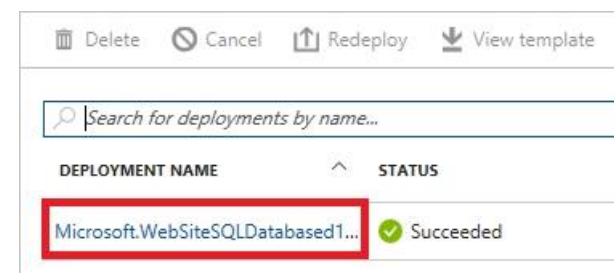 Delete Cancel Redeploy View template
Search for deployments by name...
DEPLOYMENT NAME STATUS
Microsoft.WebSiteSQLDatabased1... Succeeded